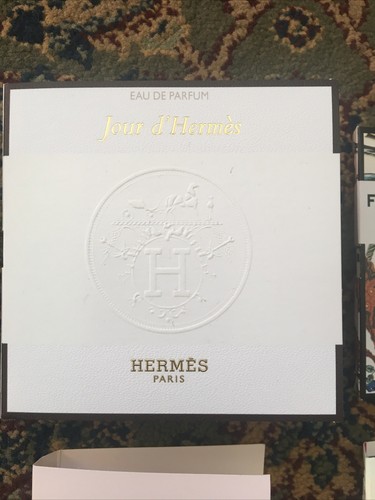 EAU DE PARFUM
Jour d'Hermès
H
HERMÈS
PARIS
F